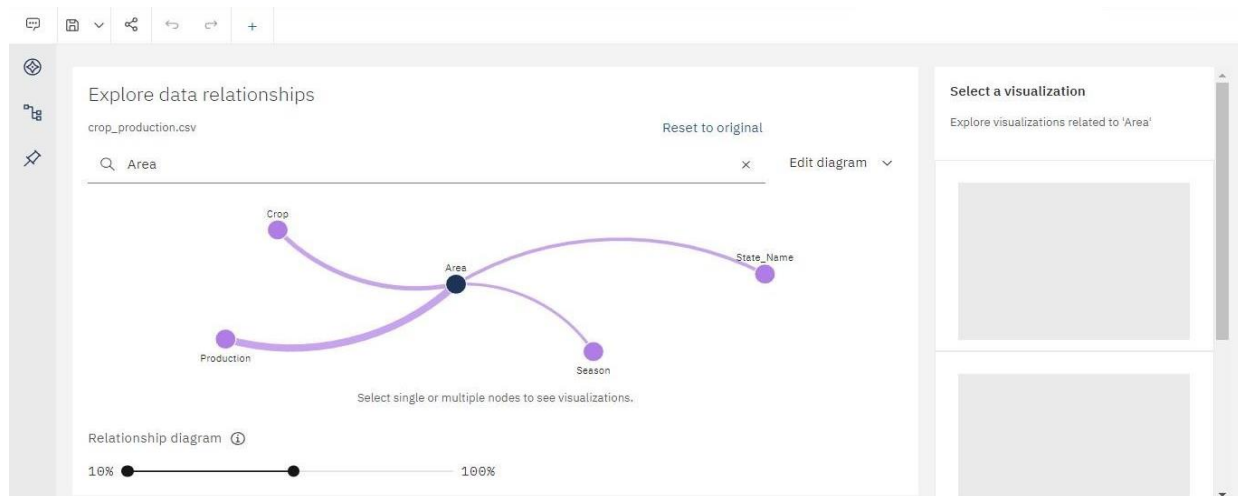 Explore data relationships
crop_production.csv
Reset to original
Area
Edit diagram
Crop
Area
State_Name
Production
Season
Select single or multiple nodes to see visualizations.
Relationship diagram
10%
100%
Select a visualization
Explore visualizations related to 'Area'